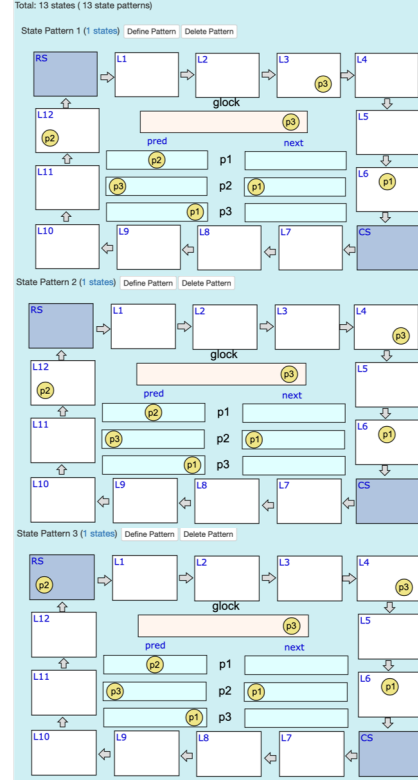 Total: 13 states ( 13 state patterns)
State Pattern 1 (1 states) Define Pattern Delete Pattern
RS L1 L2 L3 L4
p3
glock
L12 p3 L5
p2
pred next
p2 p1
L11 p3 p2 p1 L6 p1
p1 p3
L10 L9 L8 L7 CS
State Pattern 2 (1 states) Define Pattern Delete Pattern
RS L1 L2 L3 L4
p3
glock
L12 p3 L5
p2
pred next
p2 p1
L11 p3 p2 p1 L6 p1
p1 p3
L10 L9 L8 L7 CS
State Pattern 3 (1 states) Define Pattern Delete Pattern
RS L1 L2 L3 L4
p2 p3
glock
L12 p3 L5
pred next
p2 p1
L11 p3 p2 p1 L6 p1
p1 p3
L10 L9 L8 L7 CS